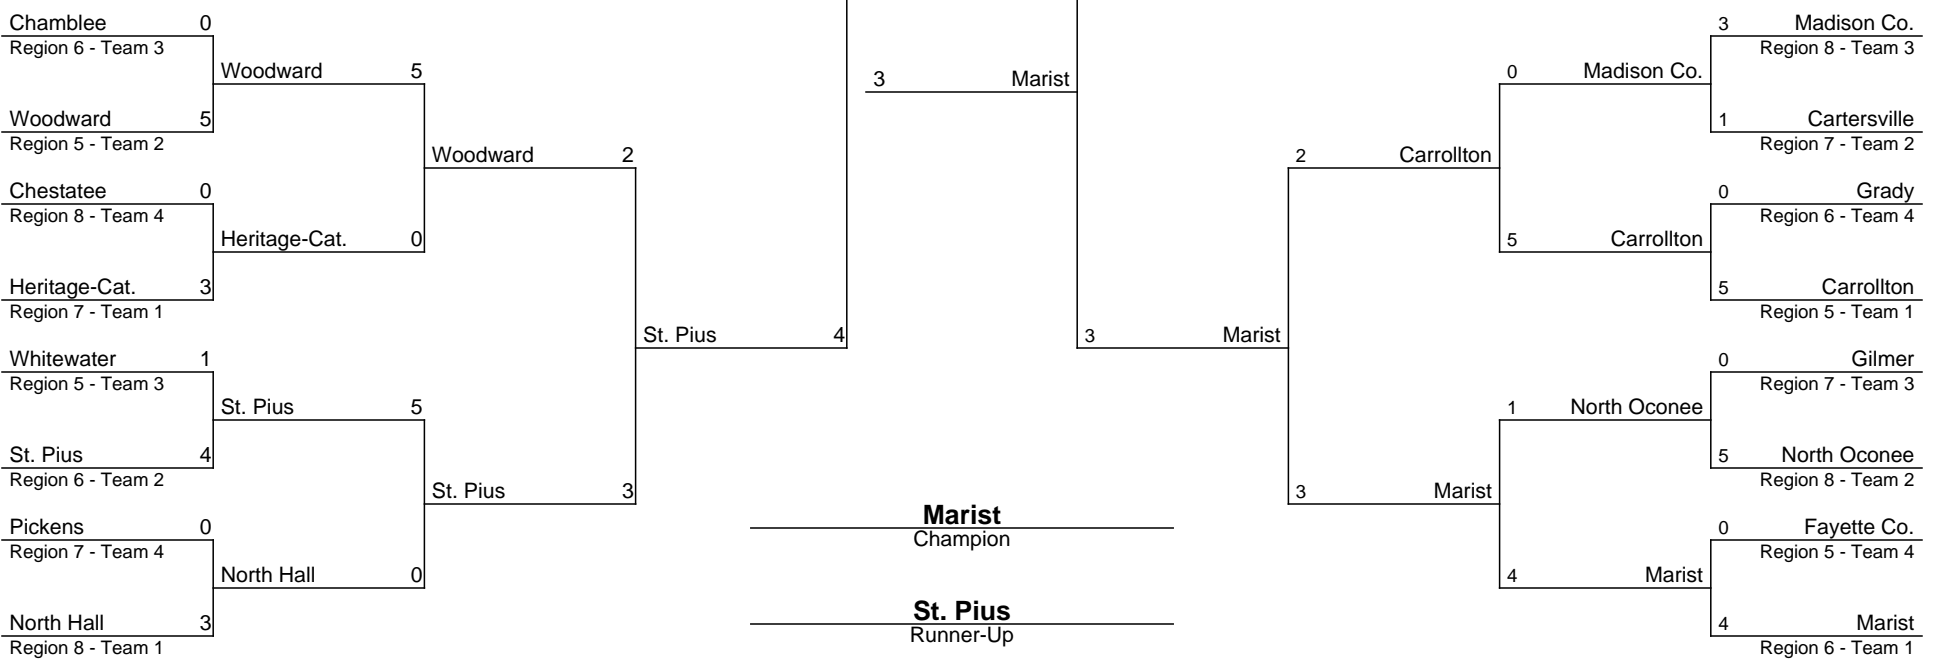 Chamblee 0
Region 6 - Team 3
Woodward 5
Woodward 5
Region 5 - Team 2
Woodward 2
Chestatee 0
Region 8 - Team 4
Heritage-Cat. 0
Heritage-Cat. 3
Region 7 - Team 1
St. Pius 4
Whitewater 1
Region 5 - Team 3
St. Pius 5
St. Pius 4
Region 6 - Team 2
St. Pius 3
Pickens 0
Region 7 - Team 4
North Hall 0
North Hall 3
Region 8 - Team 1
3 Marist
3 Marist
Marist
Champion
St. Pius
Runner-Up
2 Carrollton
3 Marist
0 Madison Co.
5 Carrollton
1 North Oconee
4 Marist
3 Madison Co.
Region 8 - Team 3
1 Cartersville
Region 7 - Team 2
0 Grady
Region 6 - Team 4
5 Carrollton
Region 5 - Team 1
0 Gilmer
Region 7 - Team 3
5 North Oconee
Region 8 - Team 2
0 Fayette Co.
Region 5 - Team 4
4 Marist
Region 6 - Team 1